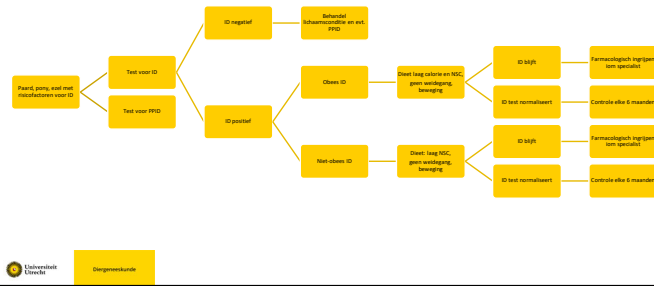 Paard, pony, ezel met
risicofactoren voor ID
Test voor ID
Test voor PPID
ID negatief
ID positief
Behandel
lichaamsconditie en evt.
PPID
Obees ID
Niet-obees ID
Dieet laag calorie en NSC,
geen weidegang,
beweging
Dieet: laag NSC,
geen weidegang,
beweging
ID blijft
ID test normaliseert
ID blijft
ID test normaliseert
Farmacologisch ingrijpen
iom specialist
Controle elke 6 maanden
Farmacologisch ingrijpen
iom specialist
Controle elke 6 maanden
Universiteit
Utrecht
Diergeneeskunde